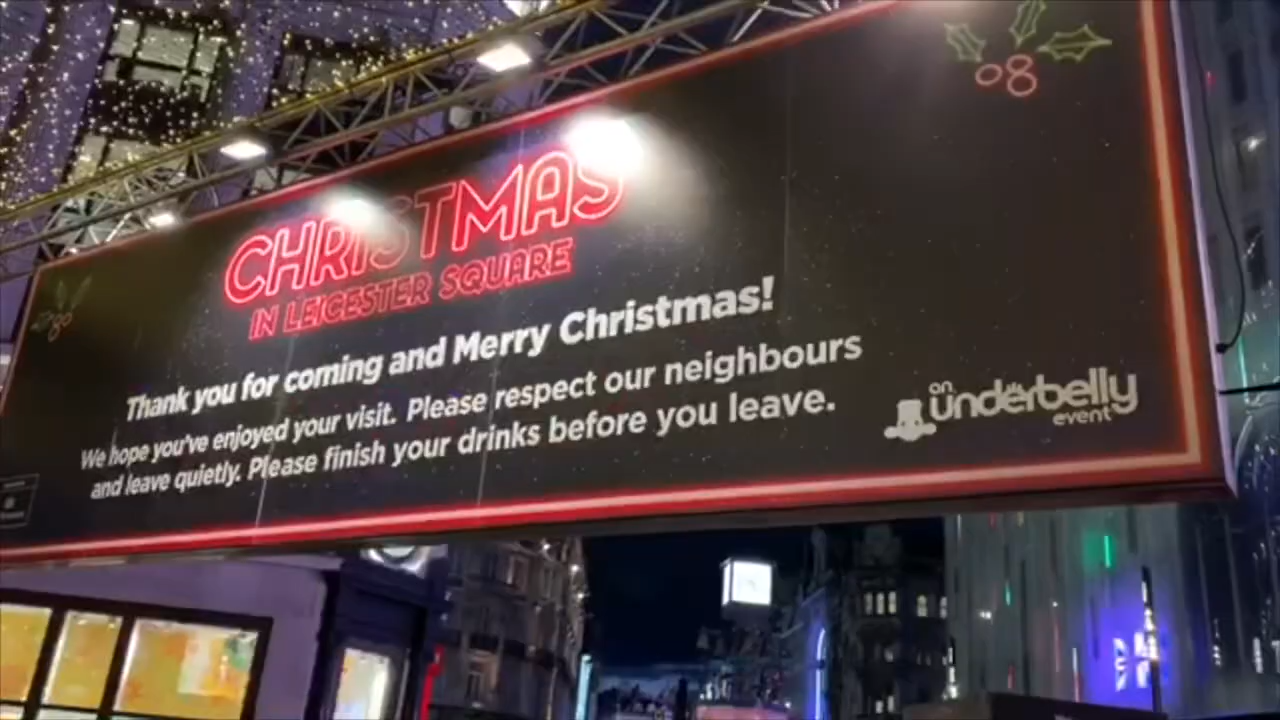 CHRISTMAS
IN LEICESTER SQUARE
Thank you for coming and Merry Christmas!
We hope you've enjoyed your visit. Please respect our neighbours
and leave quietly. Please finish your drinks before you leave.
an
underbelly
event